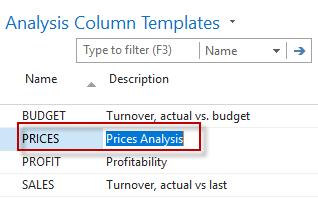 Analysis Column Templates
Type to filter (F3) Name
Name Description
BUDGET Turnover, actual vs. budget
PRICES Prices Analysis
PROFIT Profitability
SALES Turnover, actual vs last